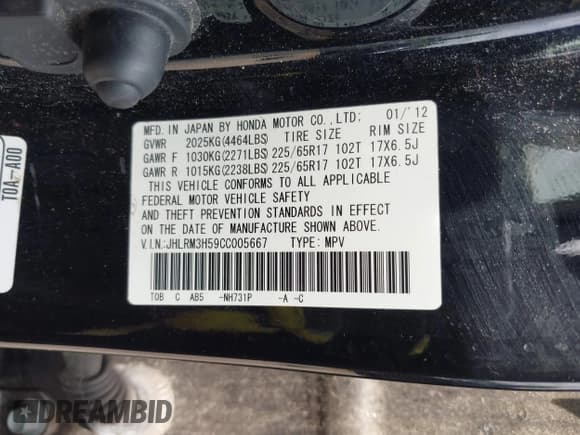 MFD. IN JAPAN BY HONDA MOTOR CO., LTD; 01/'12
GVWR 2025KG(4464LBS) TIRE SIZE RIM SIZE
GAWR F 1030KG(2271LBS) 225/65R17 102T 17X6.5J
GAWR R 1015KG(2238LBS) 225/65R17 102T 17X6.5J
THIS VEHICLE CONFORMS TO ALL APPLICABLE
FEDERAL MOTOR VEHICLE SAFETY
AND THEFT PREVENTION STANDARDS IN EFFECT
ON THE DATE OF MANUFACTURE SHOWN ABOVE.
V.I.N.:JHLRM3H59CC005667 TYPE: MPV
T0B C AB5 -NH731P -A -C
T0A-A00
DREAMBID